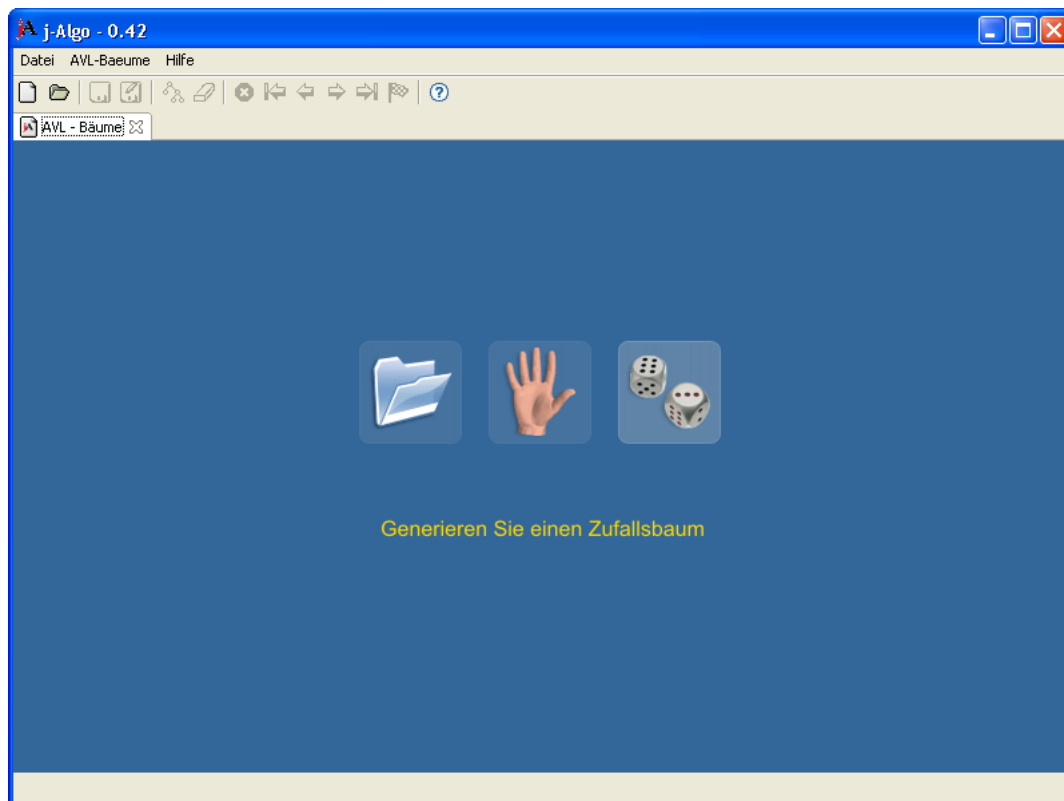 j-Algo - 0.42
Datei AVL-Baeume Hilfe
AVL - Bäume
Generieren Sie einen Zufallsbaum